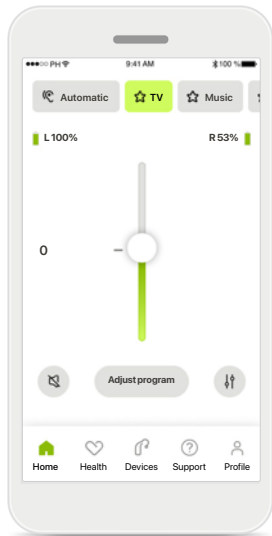 PH 9:41 AM 100 %
Automatic TV Music
L 100% R 53%
0
Adjust program
Home Health Devices Support Profile